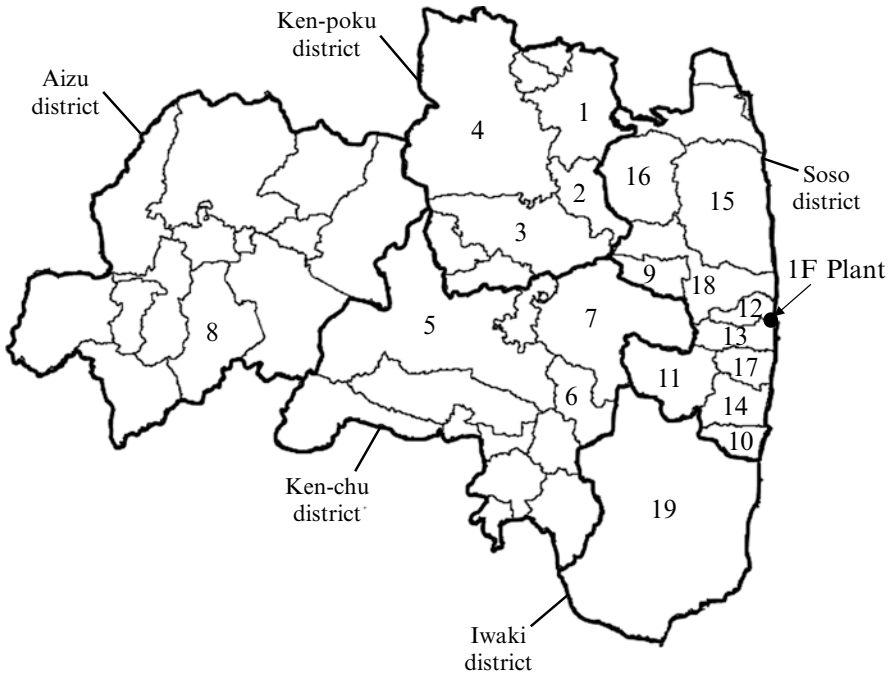 Ken-poku
district
Aizu
district
1
4
16
Soso
district
2
15
3
9
18
1F Plant
12
5
7
13
8
17
11
6
14
10
Ken-chu
district
19
Iwaki
district